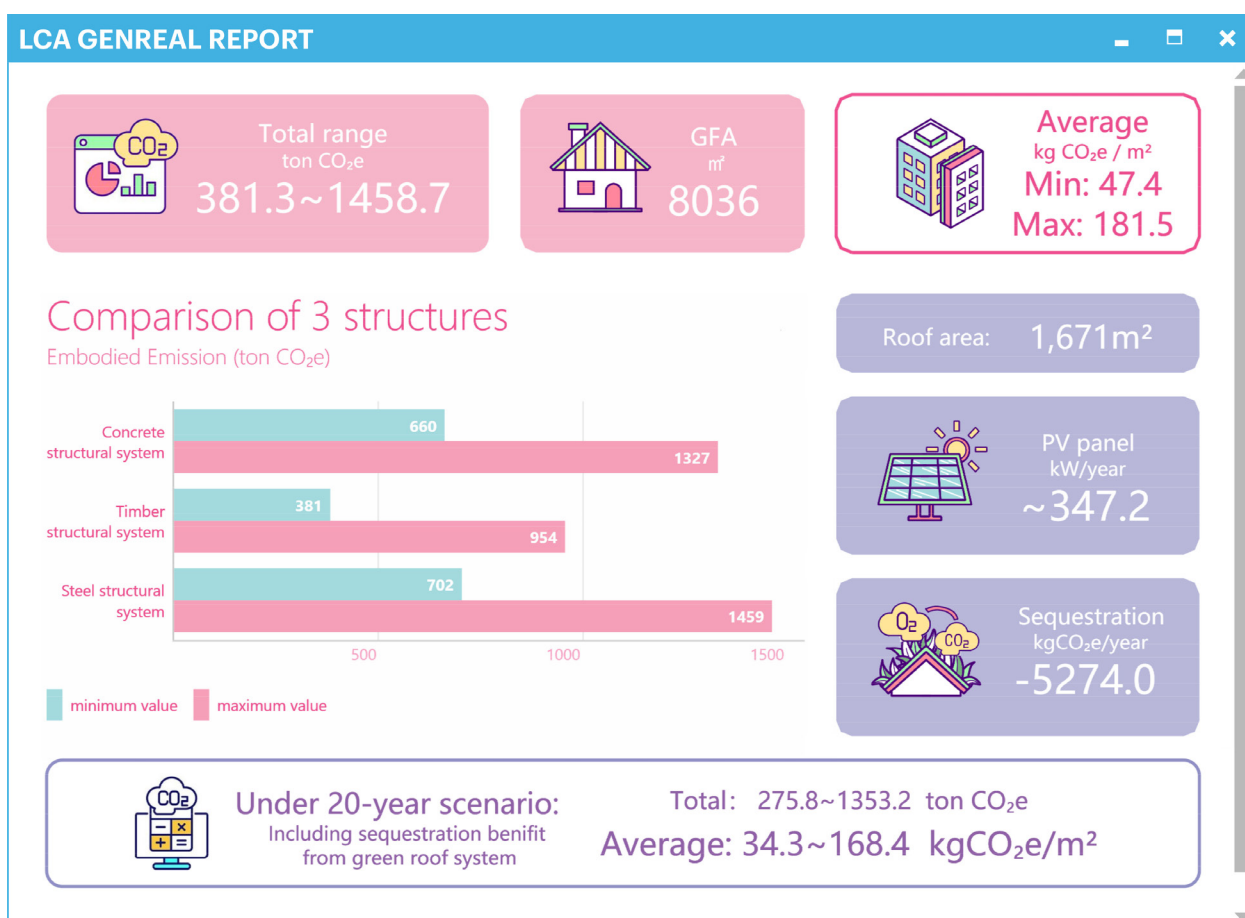 LCA GENREAL REPORT
CO₂
Total range
ton CO₂e
381.3~1458.7
GFA
㎡
8036
Average
kg CO₂e / m²
Min: 47.4
Max: 181.5
Comparison of 3 structures
Embodied Emission (ton CO₂e)
Concrete
structural system
660
1327
Timber
structural system
381
954
Steel structural
system
702
1459
500
1000
1500
minimum value
maximum value
Roof area: 1,671m²
PV panel
kW/year
~347.2
O₂
CO₂
Sequestration
kgCO₂e/year
-5274.0
CO₂
Under 20-year scenario:
Including sequestration benifit
from green roof system
Total: 275.8~1353.2 ton CO₂e
Average: 34.3~168.4 kgCO₂e/m²